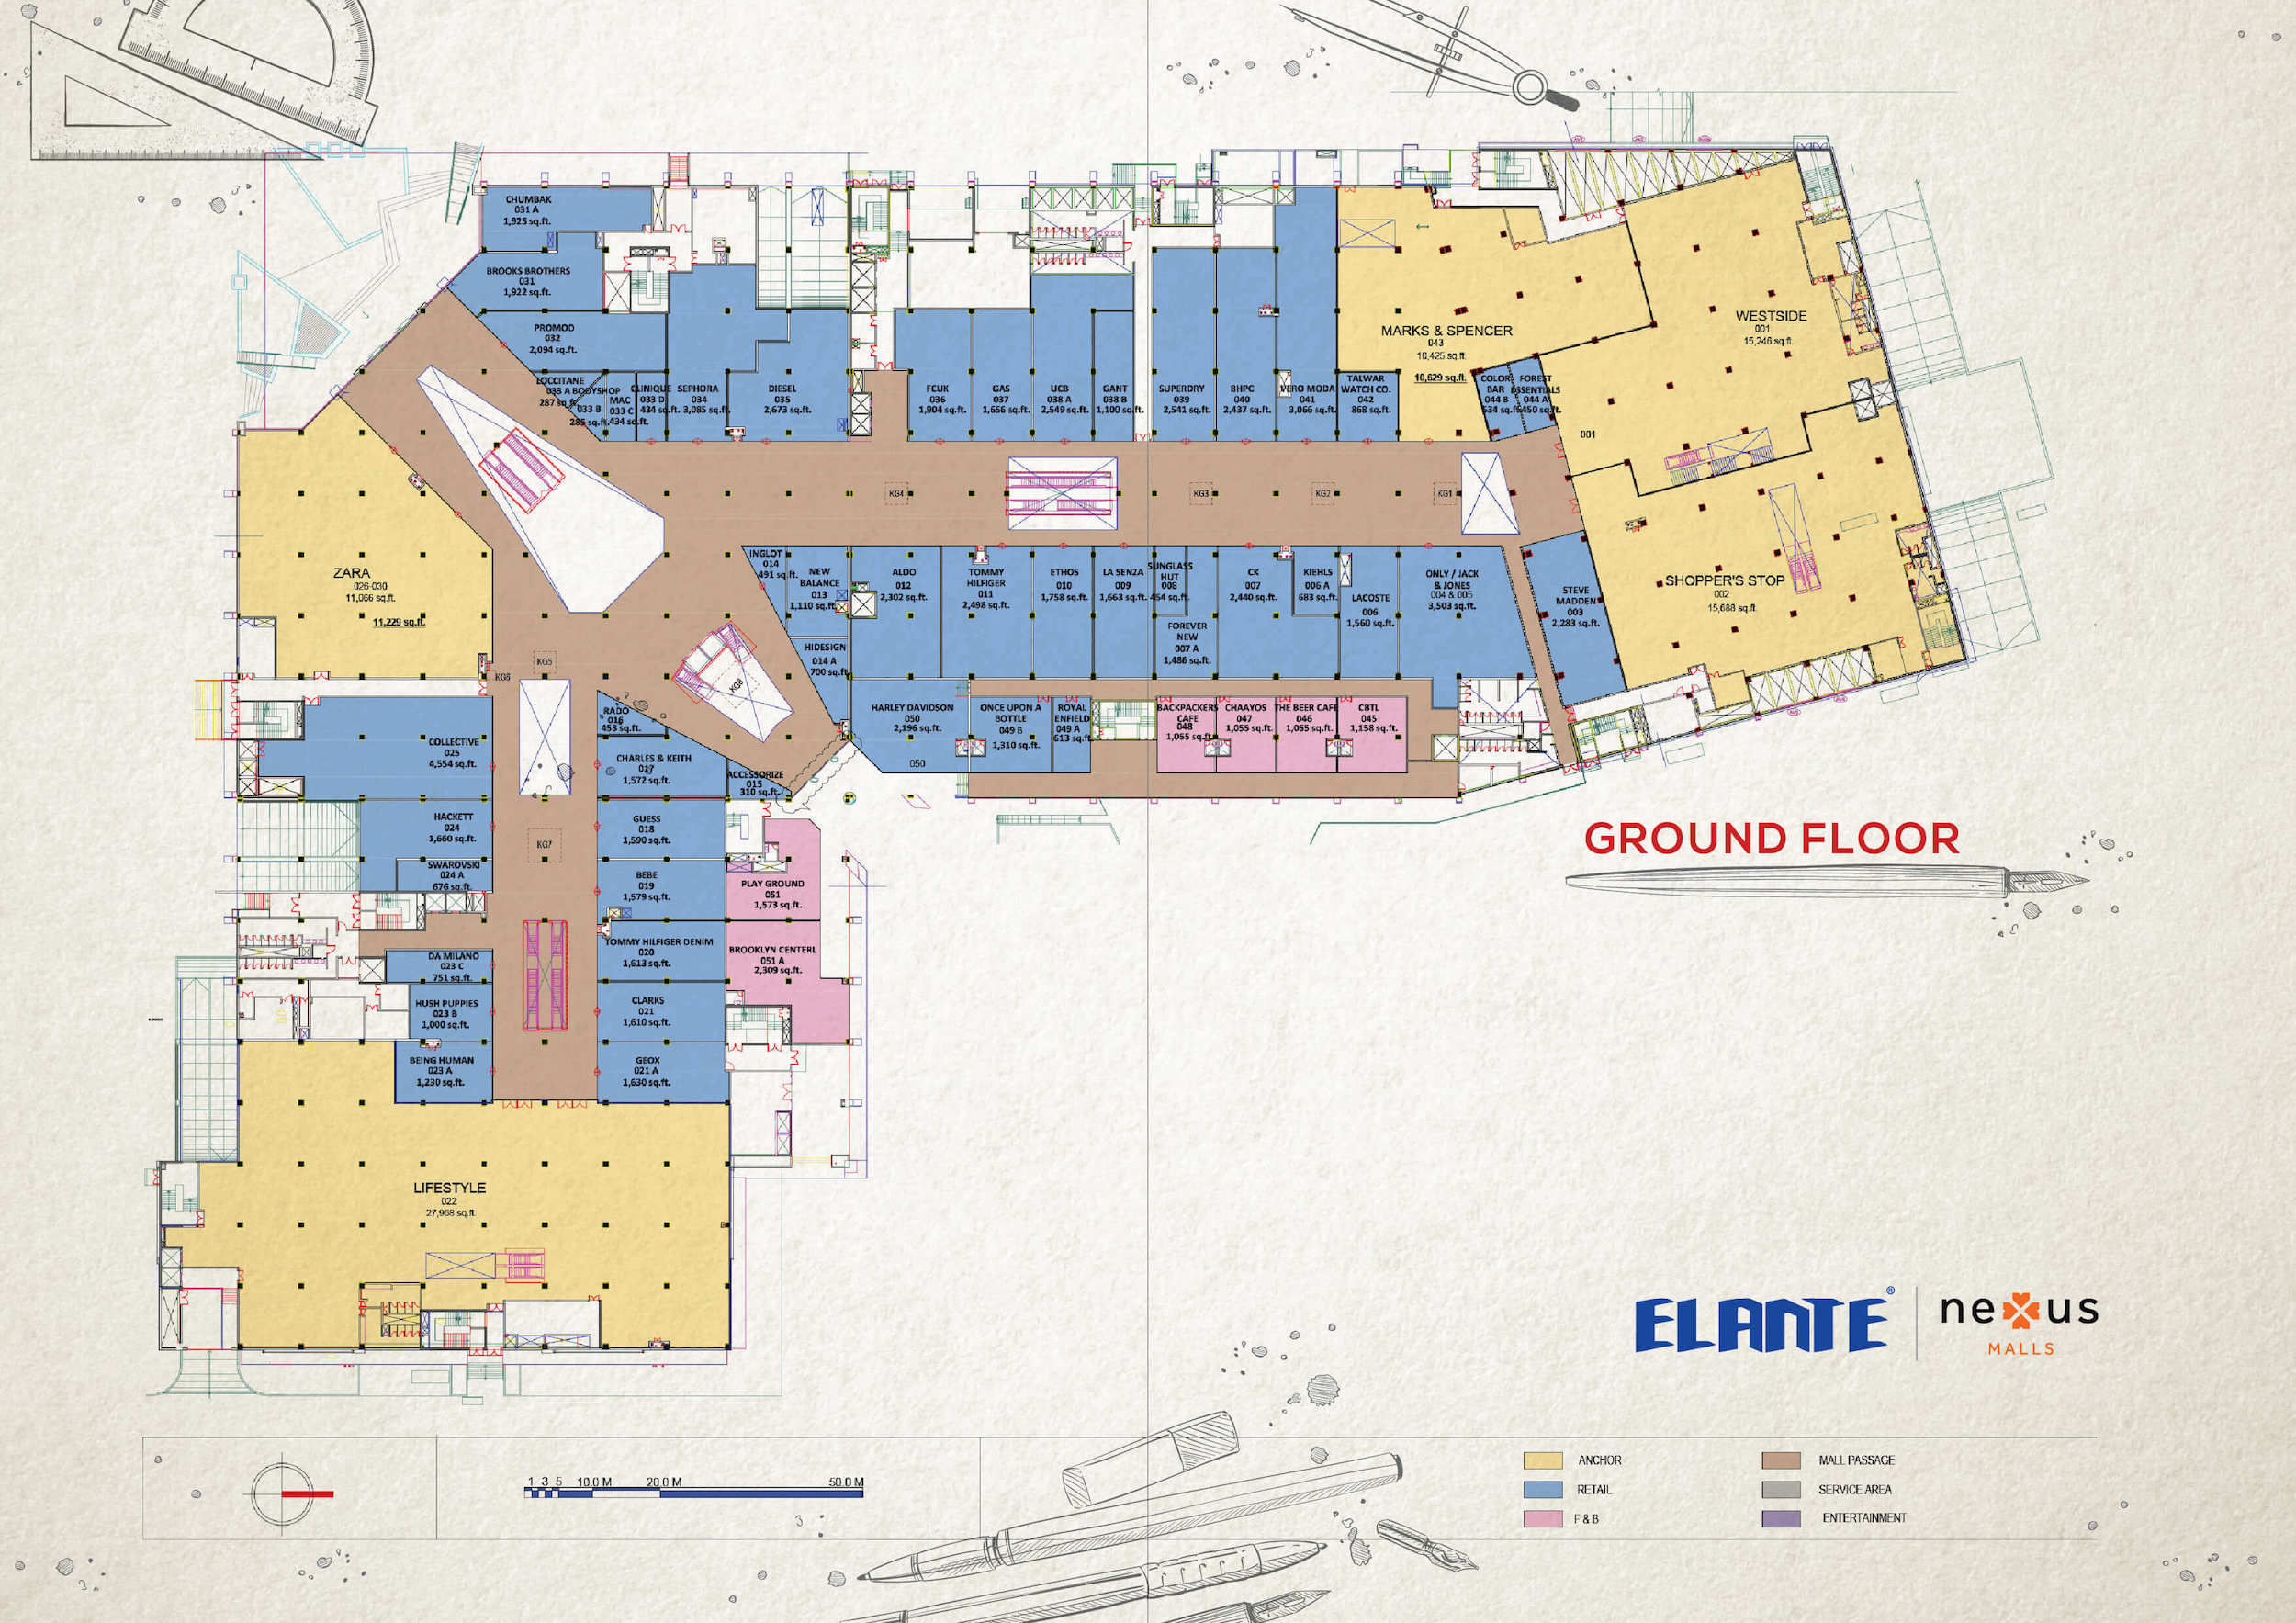 CHUMBAK
031 A
1,925 sq.ft.
BROOKS BROTHERS
031
1,922 sq.ft.
PROMOD
032
2,094 sq.ft.
LOCCITANE
033 A
287 sq.ft.
BODYSHOP
033 B
285 sq.ft.
MAC
033 C
434 sq.ft.
CLINIQUE
033 D
434 sq.ft.
SEPHORA
034
3,085 sq.ft.
DIESEL
035
2,673 sq.ft.
FCUK
036
1,904 sq.ft.
GAS
037
1,656 sq.ft.
UCB
038 A
2,549 sq.ft.
GANT
038 B
1,100 sq.ft.
SUPERDRY
039
2,541 sq.ft.
BHPC
040
2,437 sq.ft.
VERO MODA
041
3,066 sq.ft.
TALWAR
WATCH CO.
042
868 sq.ft.
MARKS & SPENCER
043
10,425 sq.ft.
10,629 sq.ft.
COLOR
BAR
044 B
534 sq.ft.
FOREST
ESSENTIALS
044 A
450 sq.ft.
WESTSIDE
001
15,246 sq.ft.
001
KG4
KG3
KG2
KG1
ZARA
026-030
11,066 sq.ft.
11,229 sq.ft.
INGLOT
014
491 sq.ft.
NEW
BALANCE
013
1,110 sq.ft.
HIDESIGN
014 A
700 sq.ft.
ALDO
012
2,302 sq.ft.
TOMMY
HILFIGER
011
2,498 sq.ft.
ETHOS
010
1,758 sq.ft.
LA SENZA
009
1,663 sq.ft.
SUNGLASS
HUT
008
454 sq.ft.
FOREVER
NEW
007 A
1,486 sq.ft.
CK
007
2,440 sq.ft.
KIEHLS
006 A
683 sq.ft.
LACOSTE
006
1,560 sq.ft.
ONLY / JACK
& JONES
004 & 005
3,503 sq.ft.
STEVE
MADDEN
003
2,283 sq.ft.
SHOPPER'S STOP
002
15,688 sq.ft.
KG5
KG6
KG8
RADO
016
453 sq.ft.
HARLEY DAVIDSON
050
2,196 sq.ft.
050
ONCE UPON A
BOTTLE
049 B
1,310 sq.ft.
ROYAL
ENFIELD
049 A
613 sq.ft.
BACKPACKERS
CAFE
048
1,055 sq.ft.
CHAAYOS
047
1,055 sq.ft.
THE BEER CAFE
046
1,055 sq.ft.
CBTL
045
1,158 sq.ft.
COLLECTIVE
025
4,554 sq.ft.
CHARLES & KEITH
017
1,572 sq.ft.
ACCESSORIZE
015
310 sq.ft.
HACKETT
024
1,660 sq.ft.
KG7
GUESS
018
1,590 sq.ft.
SWAROVSKI
024 A
676 sq.ft.
BEBE
019
1,579 sq.ft.
PLAY GROUND
051
1,573 sq.ft.
TOMMY HILFIGER DENIM
020
1,613 sq.ft.
BROOKLYN CENTERL
051 A
2,309 sq.ft.
DA MILANO
023 C
751 sq.ft.
HUSH PUPPIES
023 B
1,000 sq.ft.
CLARKS
021
1,610 sq.ft.
BEING HUMAN
023 A
1,230 sq.ft.
GEOX
021 A
1,630 sq.ft.
LIFESTYLE
022
27,968 sq.ft.
GROUND FLOOR
ELANTE®
nexus
MALLS
1 3 5 10.0 M 20.0 M 50.0 M
ANCHOR
RETAIL
F & B
MALL PASSAGE
SERVICE AREA
ENTERTAINMENT